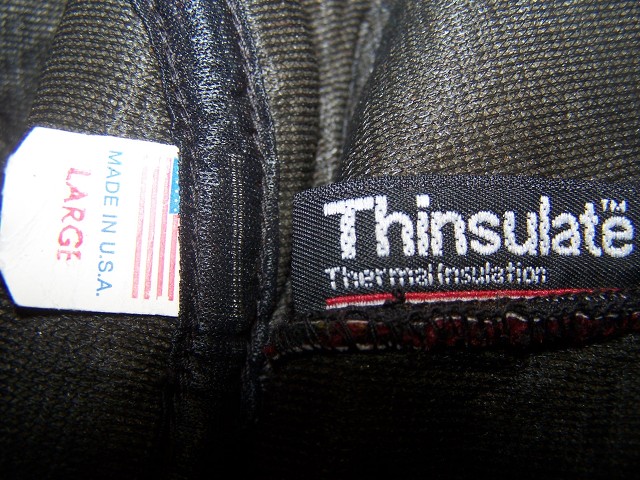 MADE IN U.S.A.
LARGE
Thinsulate™
Thermal Insulation